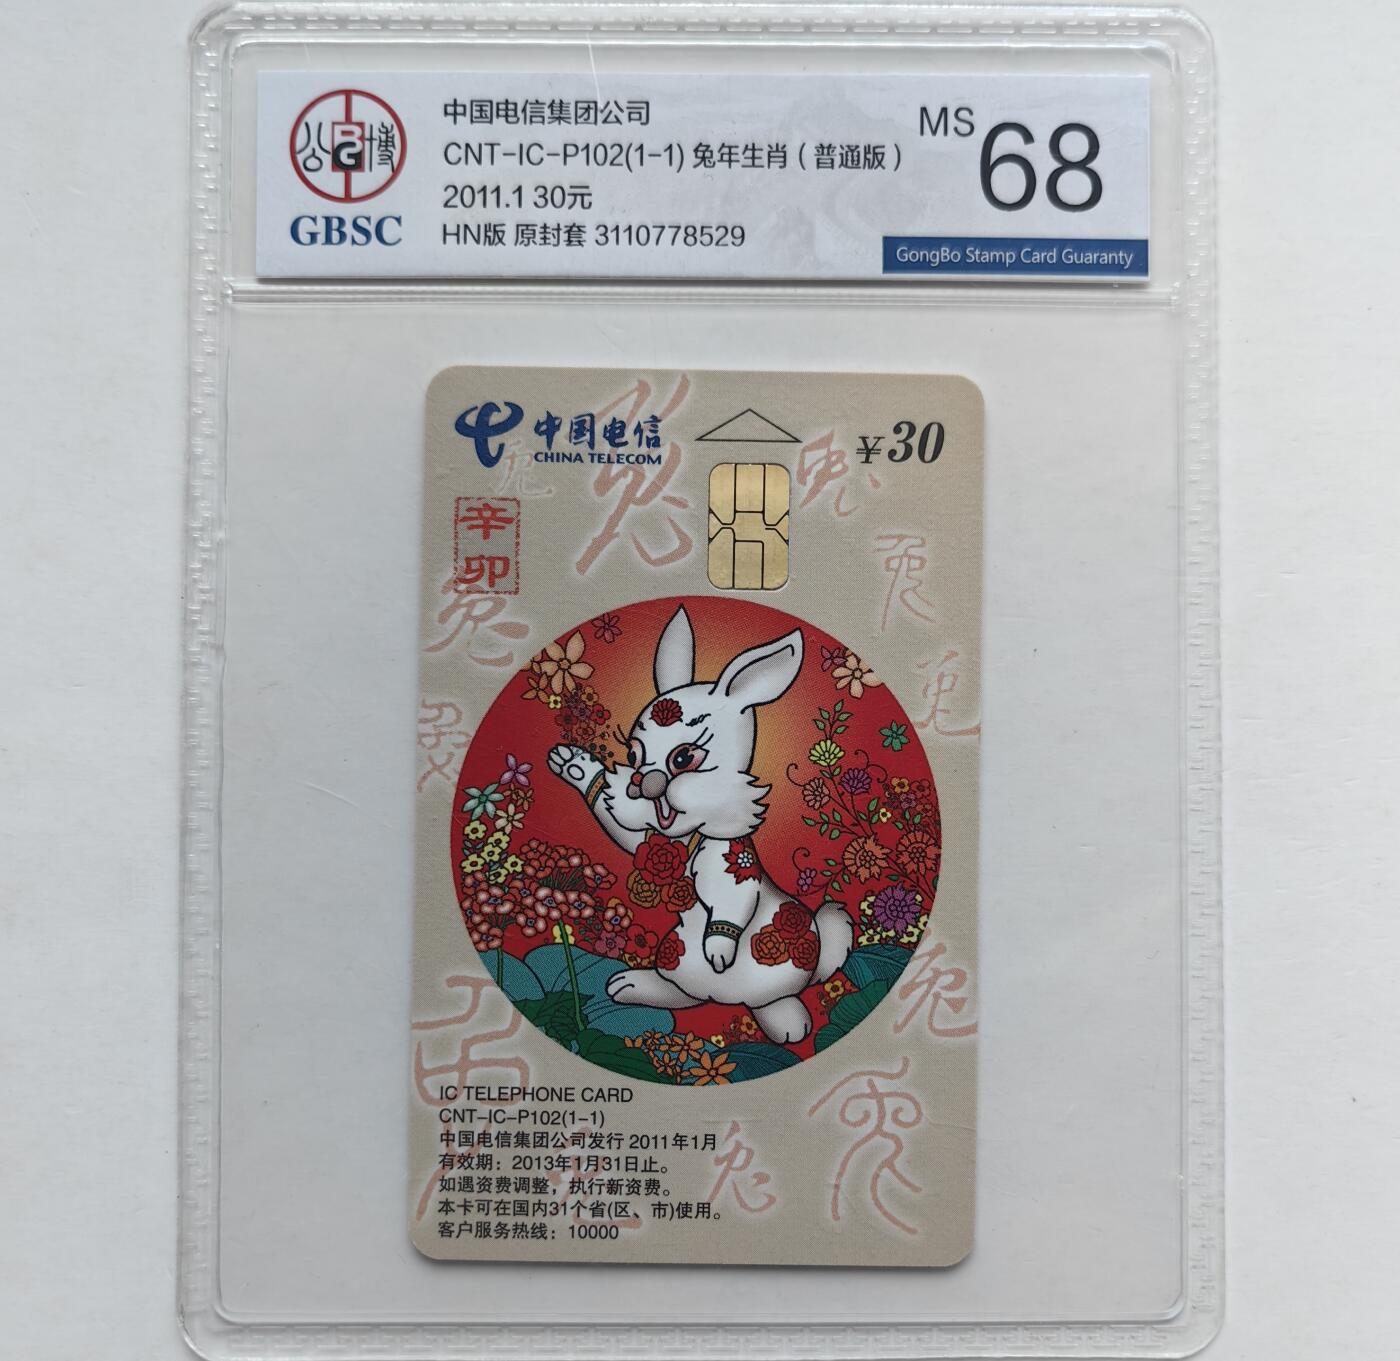 公 BG 博
GBSC
中国电信集团公司
CNT-IC-P102(1-1) 兔年生肖 ( 普通版 )
2011.1 30元
HN版 原封套 3110778529
MS 68
GongBo Stamp Card Guaranty
中国电信
CHINA TELECOM
¥30
辛卯
兔
IC TELEPHONE CARD
CNT-IC-P102(1-1)
中国电信集团公司发行 2011年1月
有效期：2013年1月31日止。
如遇资费调整，执行新资费。
本卡可在国内31个省(区、市)使用。
客户服务热线：10000